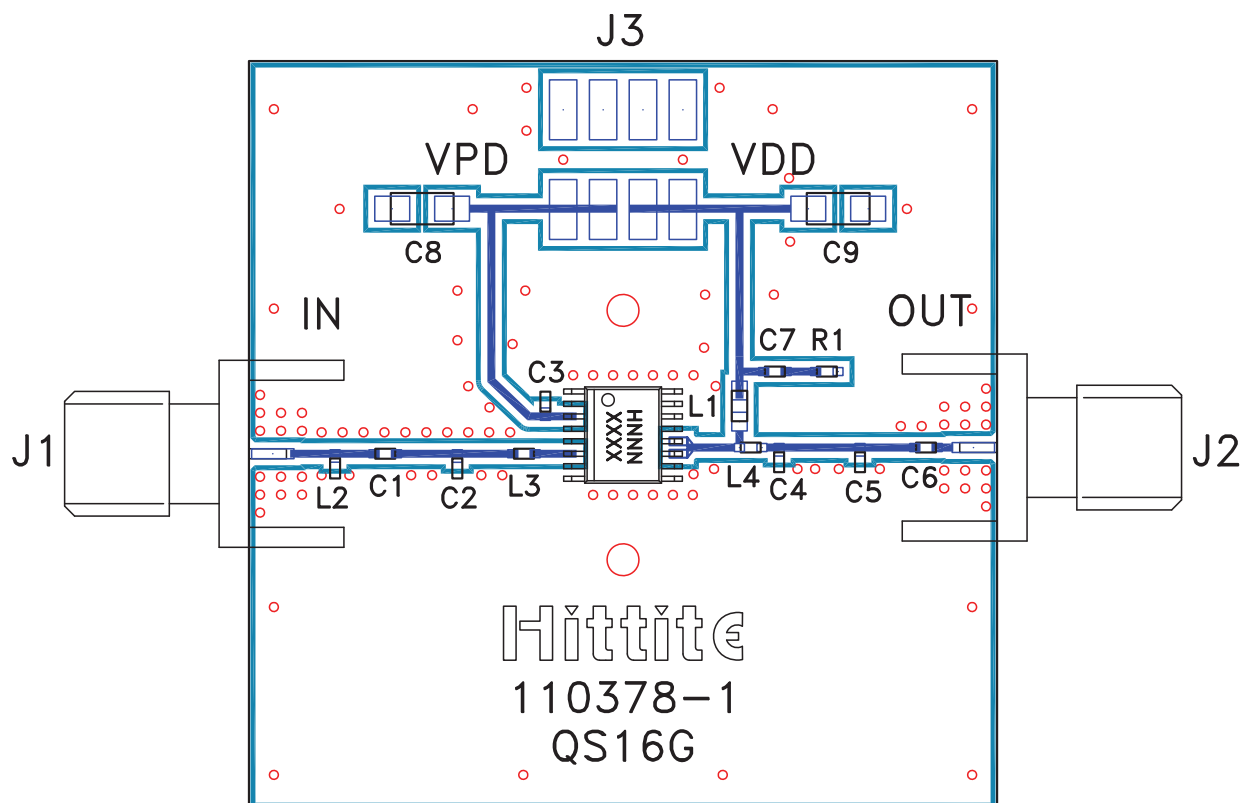 J3
VPD
VDD
C8
C9
IN
OUT
C7 R1
C3
L1
XXXX
HNNN
NN
J1
J2
L2
C1
C2
L3
L4
C4
C5
C6
Hittite
110378-1
QS16G